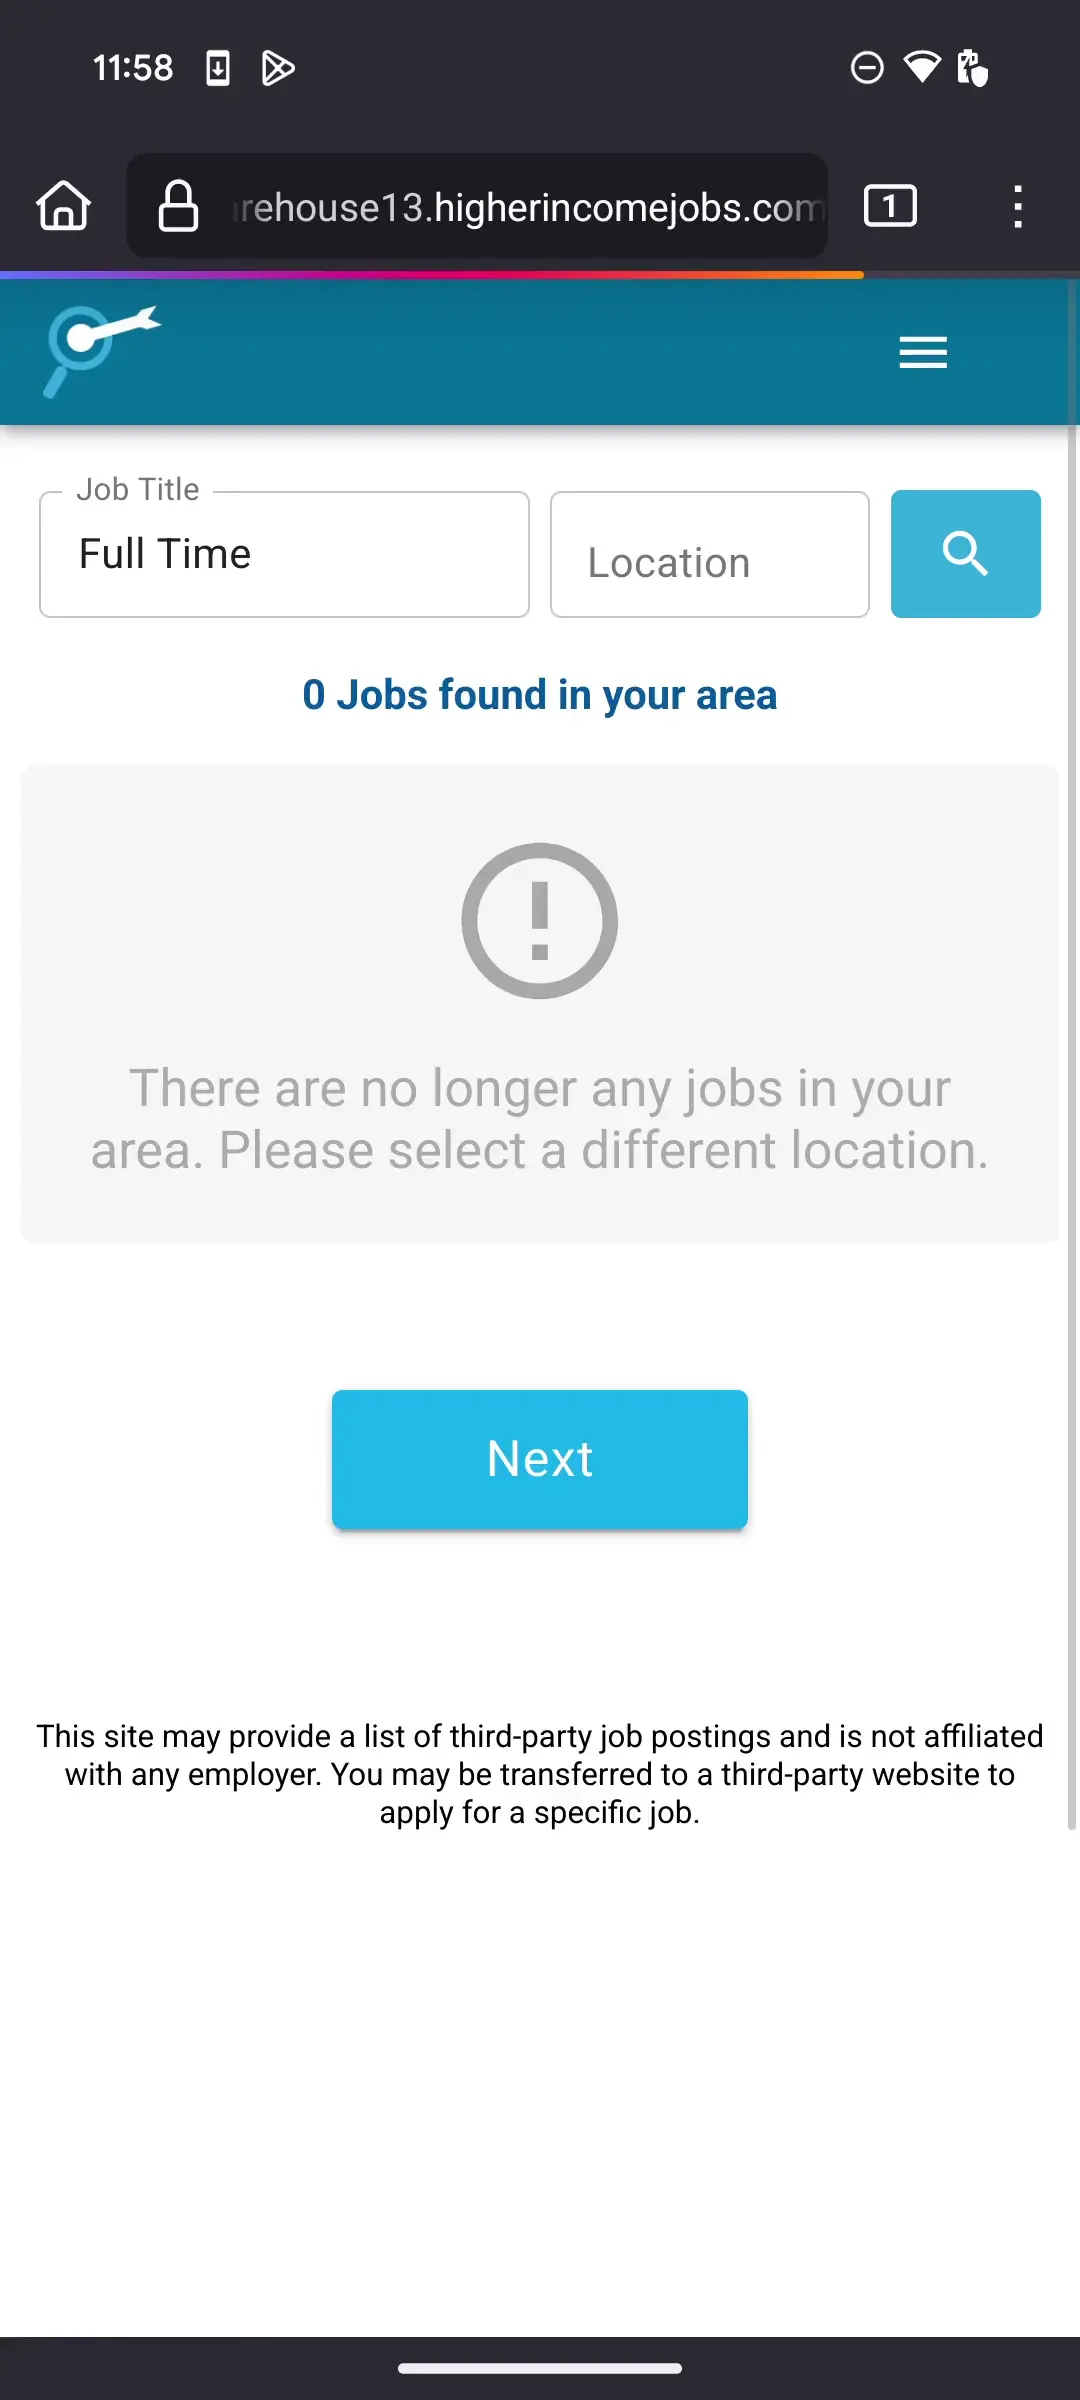 11:58
rehouse13.higherincomejobs.com
1
Job Title
Full Time
Location
0 Jobs found in your area
There are no longer any jobs in your
area. Please select a different location.
Next
This site may provide a list of third-party job postings and is not affiliated
with any employer. You may be transferred to a third-party website to
apply for a specific job.